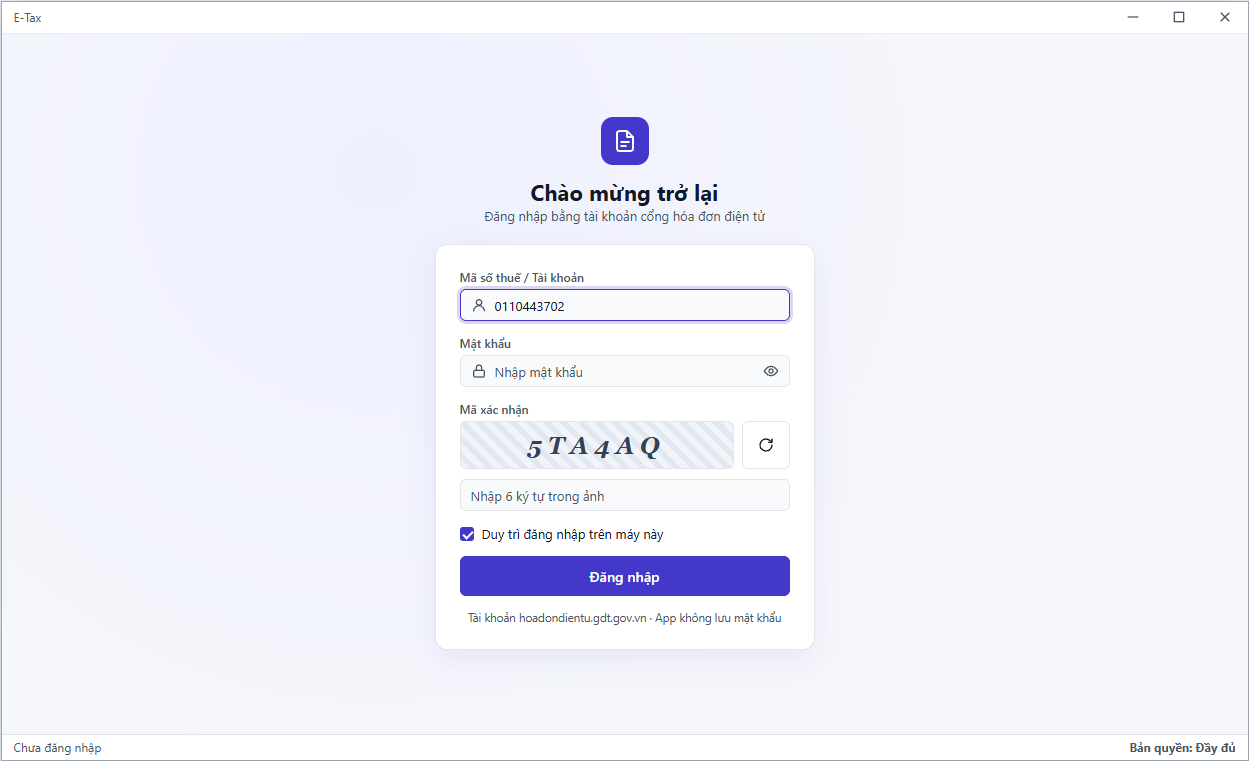 E-Tax
Chào mừng trở lại
Đăng nhập bằng tài khoản cổng hóa đơn điện tử
Mã số thuế / Tài khoản
0110443702
Mật khẩu
Nhập mật khẩu
Mã xác nhận
5TA4AQ
Nhập 6 ký tự trong ảnh
Duy trì đăng nhập trên máy này
Đăng nhập
Tài khoản hoadondientu.gdt.gov.vn · App không lưu mật khẩu
Chưa đăng nhập
Bản quyền: Đầy đủ